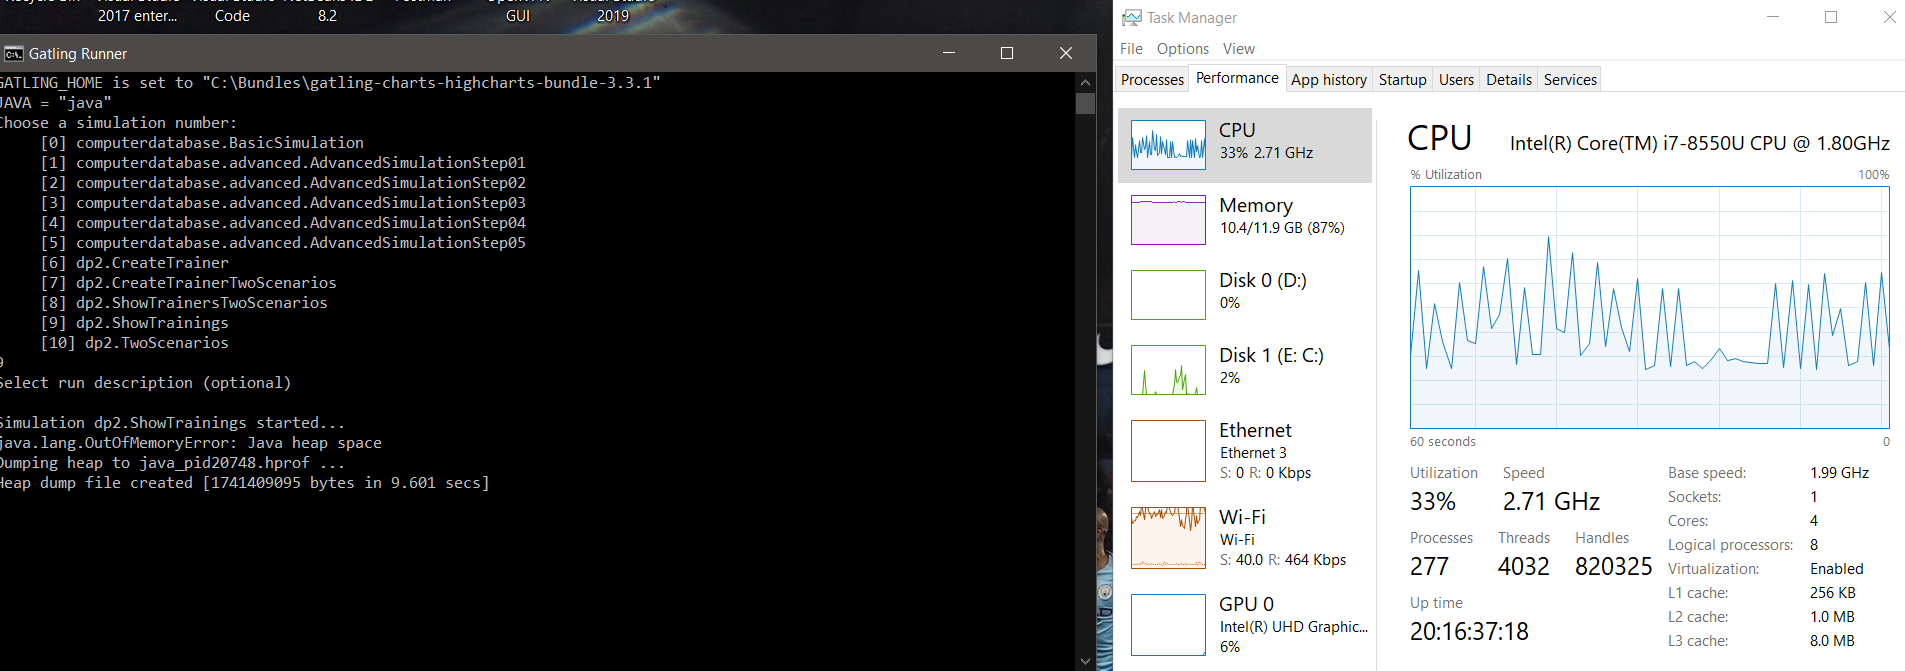 2017 enter...
Code
8.2
GUI
2019
Gatling Runner
GATLING_HOME is set to "C:\Bundles\gatling-charts-highcharts-bundle-3.3.1"
JAVA = "java"
Choose a simulation number:
[0] computerdatabase.BasicSimulation
[1] computerdatabase.advanced.AdvancedSimulationStep01
[2] computerdatabase.advanced.AdvancedSimulationStep02
[3] computerdatabase.advanced.AdvancedSimulationStep03
[4] computerdatabase.advanced.AdvancedSimulationStep04
[5] computerdatabase.advanced.AdvancedSimulationStep05
[6] dp2.CreateTrainer
[7] dp2.CreateTrainerTwoScenarios
[8] dp2.ShowTrainersTwoScenarios
[9] dp2.ShowTrainings
[10] dp2.TwoScenarios
9
Select run description (optional)
Simulation dp2.ShowTrainings started...
java.lang.OutOfMemoryError: Java heap space
Dumping heap to java_pid20748.hprof ...
Heap dump file created [1741409095 bytes in 9.601 secs]
Task Manager
File Options View
Processes Performance App history Startup Users Details Services
CPU
33% 2.71 GHz
Memory
10.4/11.9 GB (87%)
Disk 0 (D:)
0%
Disk 1 (E: C:)
2%
Ethernet
Ethernet 3
S: 0 R: 0 Kbps
Wi-Fi
Wi-Fi
S: 40.0 R: 464 Kbps
GPU 0
Intel(R) UHD Graphic...
6%
CPU Intel(R) Core(TM) i7-8550U CPU @ 1.80GHz
% Utilization 100%
60 seconds 0
Utilization Speed
33% 2.71 GHz
Processes Threads Handles
277 4032 820325
Up time
20:16:37:18
Base speed: 1.99 GHz
Sockets: 1
Cores: 4
Logical processors: 8
Virtualization: Enabled
L1 cache: 256 KB
L2 cache: 1.0 MB
L3 cache: 8.0 MB